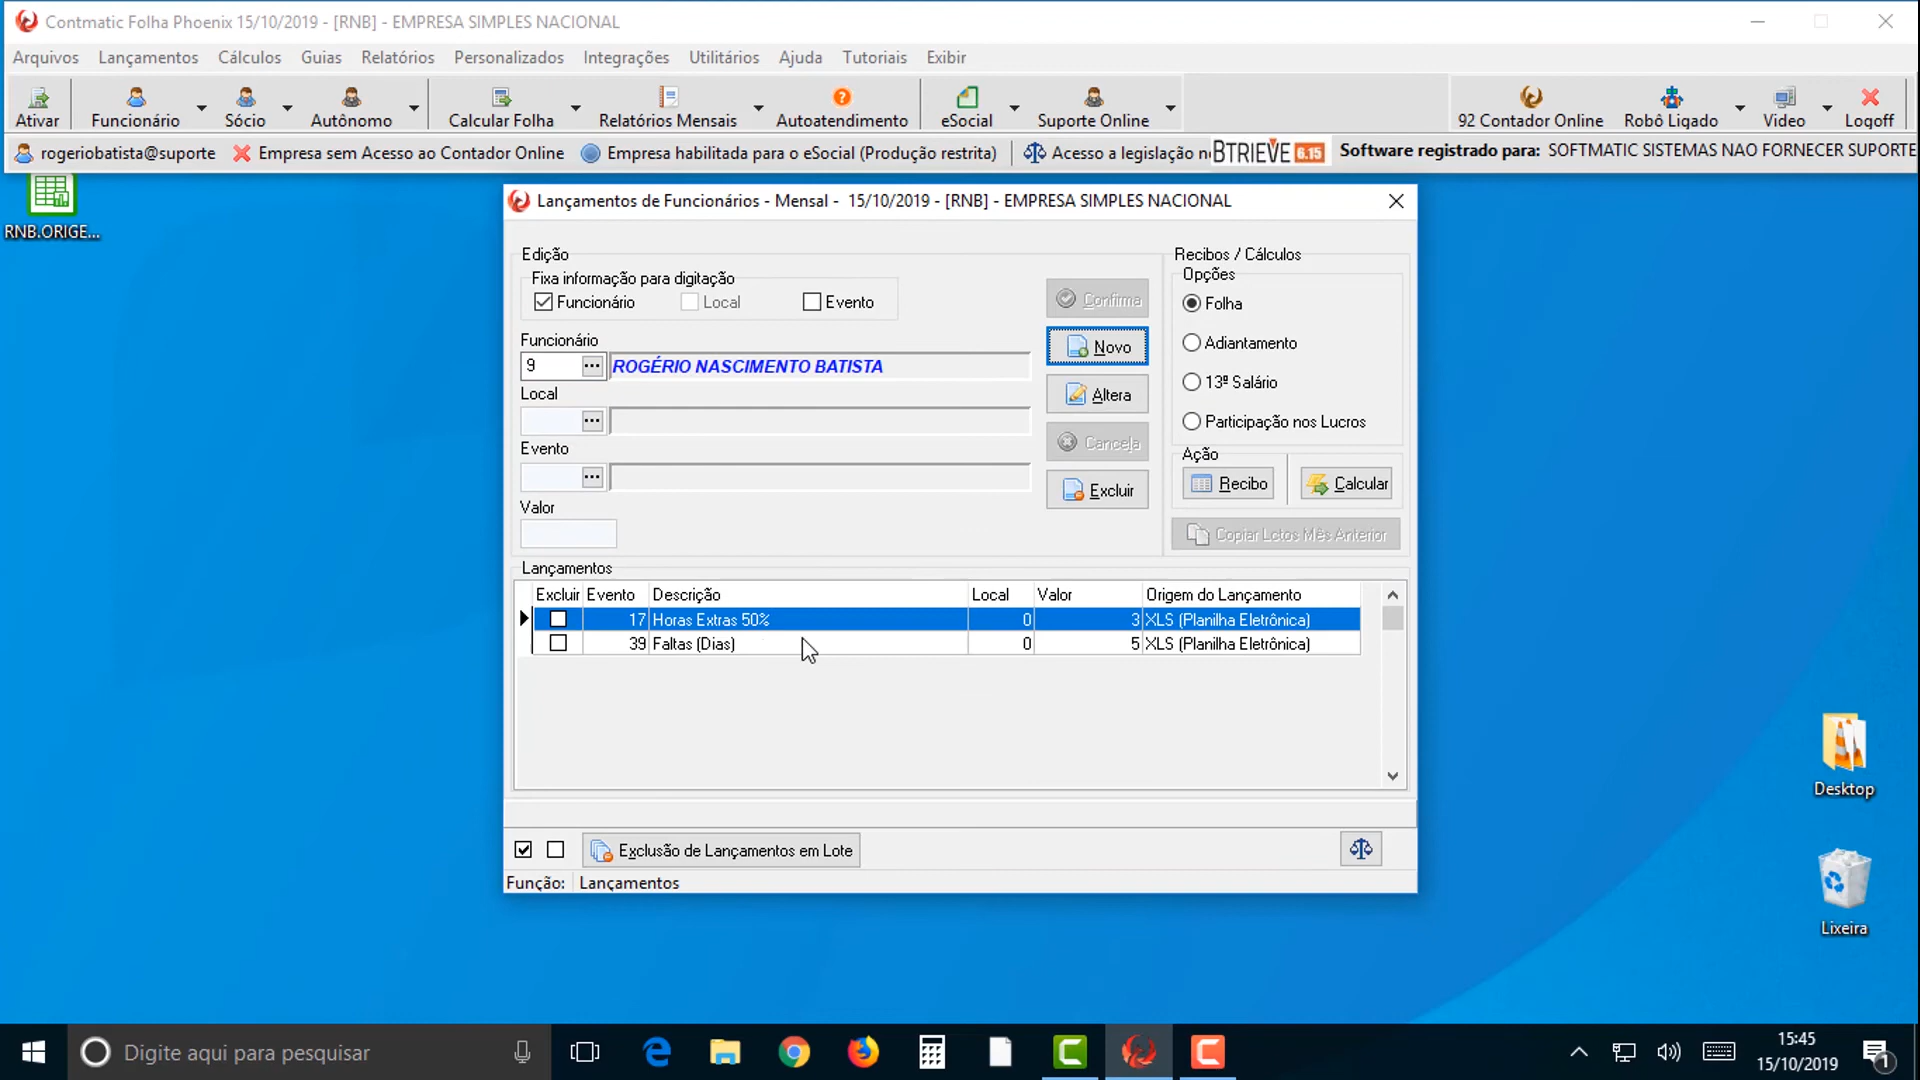 Contmatic Folha Phoenix 15/10/2019 - [RNB] - EMPRESA SIMPLES NACIONAL
Arquivos Lançamentos Cálculos Guias Relatórios Personalizados Integrações Utilitários Ajuda Tutoriais Exibir
Ativar Funcionário Sócio Autônomo Calcular Folha Relatórios Mensais Autoatendimento eSocial Suporte Online 92 Contador Online Robô Ligado Video Logoff
rogeriobatista@suporte Empresa sem Acesso ao Contador Online Empresa habilitada para o eSocial (Produção restrita) Acesso a legislação n BTRIEVE 6.15 Software registrado para: SOFTMATIC SISTEMAS NAO FORNECER SUPORTE
RNB.ORIGE...
Lançamentos de Funcionários - Mensal - 15/10/2019 - [RNB] - EMPRESA SIMPLES NACIONAL
Edição
Fixa informação para digitação
Funcionário Local Evento
Funcionário
9 ... ROGÉRIO NASCIMENTO BATISTA
Local
...
Evento
...
Valor
Confirma
Novo
Altera
Cancela
Excluir
Recibos / Cálculos
Opções
Folha
Adiantamento
13º Salário
Participação nos Lucros
Ação
Recibo Calcular
Copiar Lctos Mês Anterior
Lançamentos
Excluir Evento Descrição Local Valor Origem do Lançamento
17 Horas Extras 50% 0 3 XLS (Planilha Eletrônica)
39 Faltas (Dias) 0 5 XLS (Planilha Eletrônica)
Exclusão de Lançamentos em Lote
Função: Lançamentos
Desktop
Lixeira
Digite aqui para pesquisar
15:45
15/10/2019
1